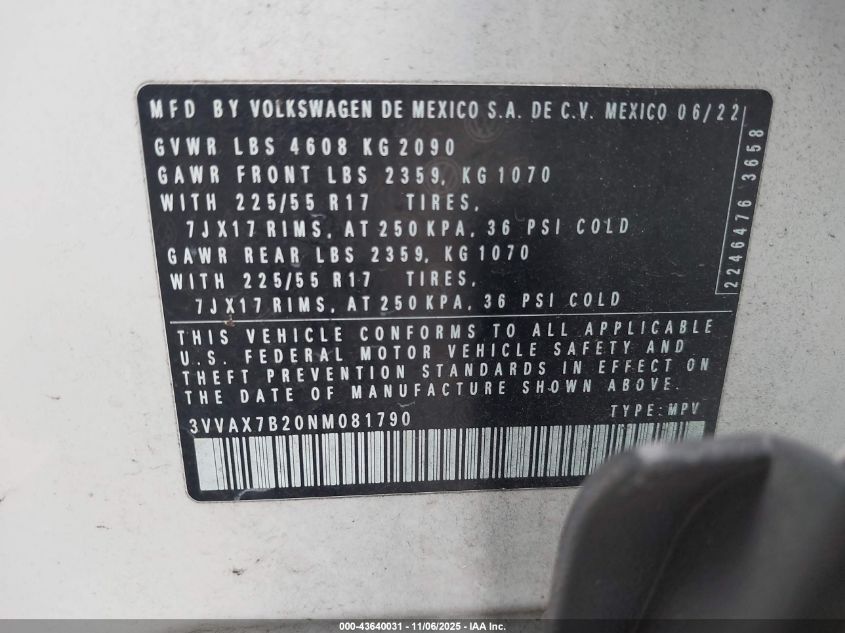 MFD BY VOLKSWAGEN DE MEXICO S.A. DE C.V. MEXICO 06/22
GVWR LBS 4608 KG 2090
GAWR FRONT LBS 2359, KG 1070
WITH 225/55 R17 TIRES,
7JX17 RIMS, AT 250 KPA, 36 PSI COLD
GAWR REAR LBS 2359, KG 1070
WITH 225/55 R17 TIRES,
7JX17 RIMS, AT 250 KPA, 36 PSI COLD
2246476 3658
THIS VEHICLE CONFORMS TO ALL APPLICABLE
U.S. FEDERAL MOTOR VEHICLE SAFETY AND
THEFT PREVENTION STANDARDS IN EFFECT ON
THE DATE OF MANUFACTURE SHOWN ABOVE.
3VVAX7B20NM081790 TYPE: MPV
000-43640031 - 11/06/2025 - IAA Inc.